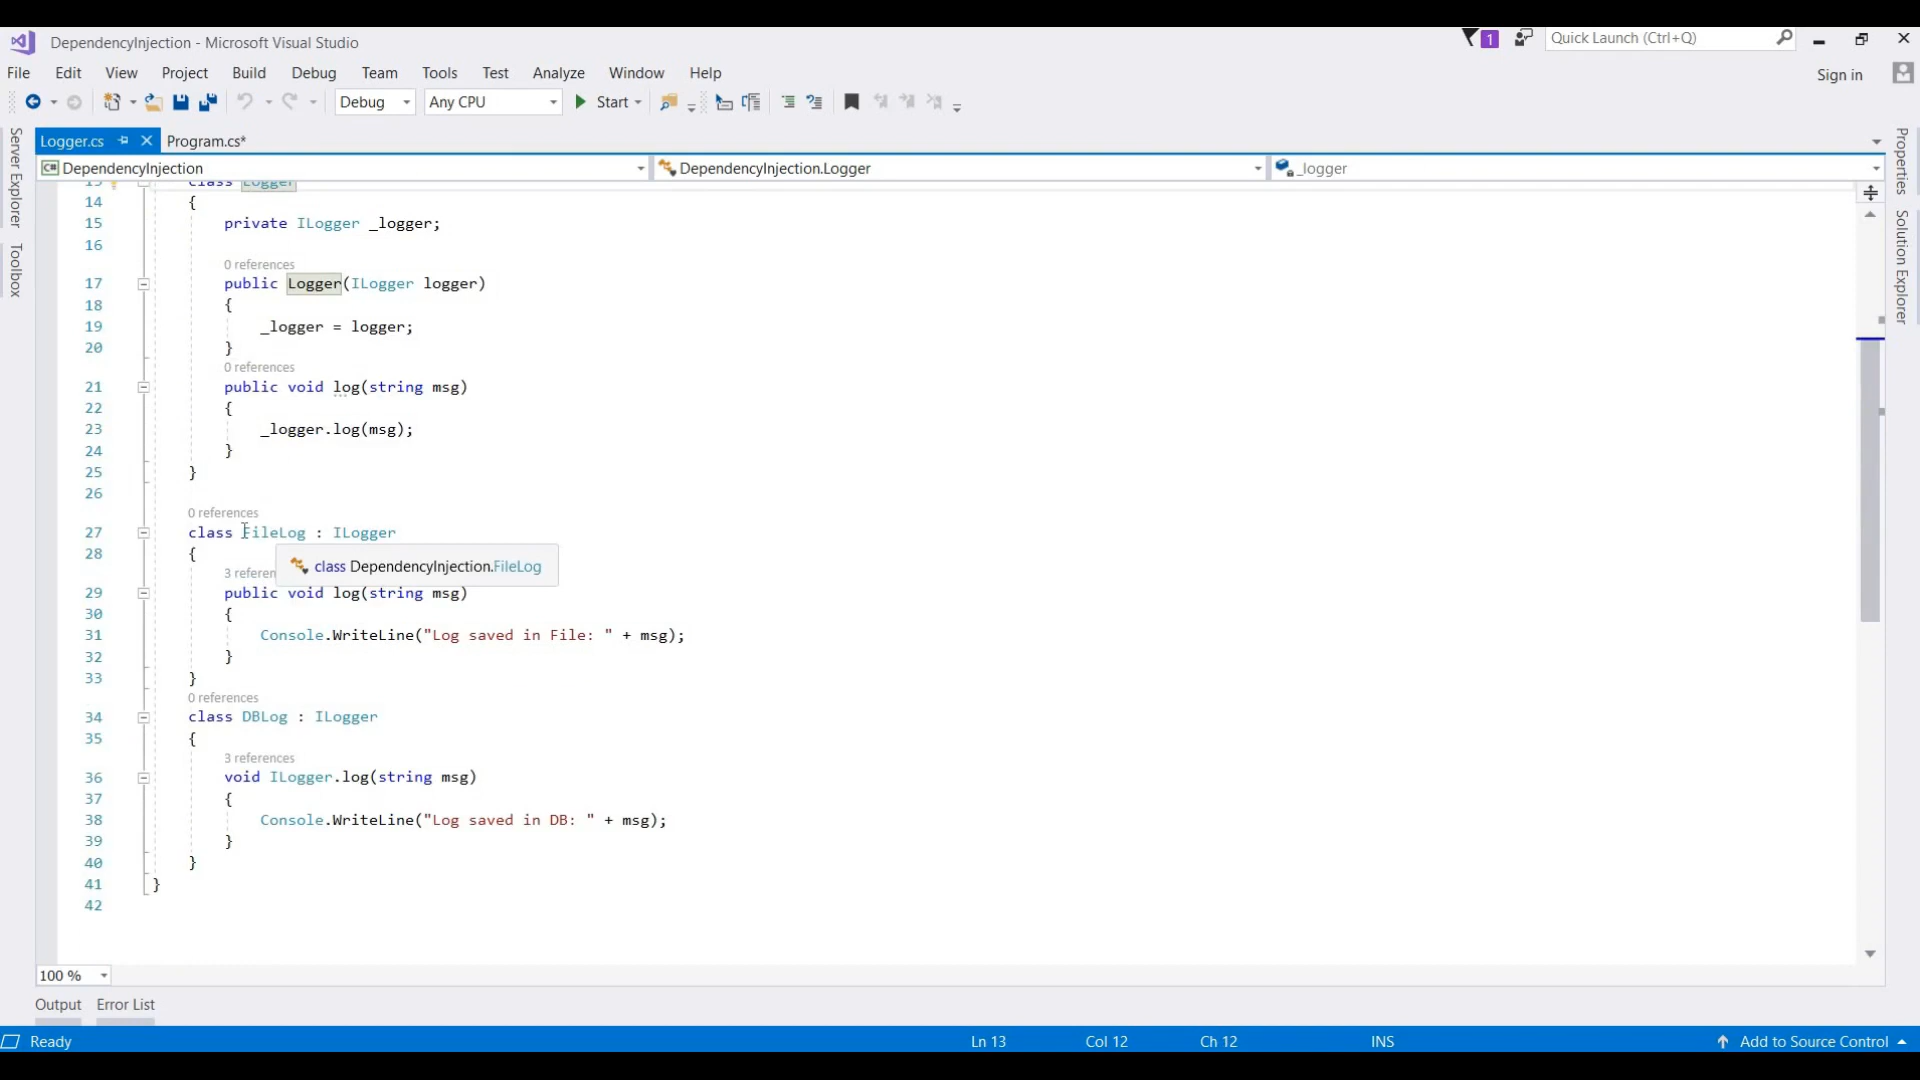 DependencyInjection - Microsoft Visual Studio
1
Quick Launch (Ctrl+Q)
File Edit View Project Build Debug Team Tools Test Analyze Window Help
Sign in
Debug Any CPU Start
Server Explorer
Toolbox
Logger.cs Program.cs*
Properties
Solution Explorer
DependencyInjection DependencyInjection.Logger _logger
13 class Logger
14 {
15 private ILogger _logger;
16
0 references
17 public Logger(ILogger logger)
18 {
19 _logger = logger;
20 }
0 references
21 public void log(string msg)
22 {
23 _logger.log(msg);
24 }
25 }
26
0 references
27 class FileLog : ILogger
28 {
class DependencyInjection.FileLog
3 referen
29 public void log(string msg)
30 {
31 Console.WriteLine("Log saved in File: " + msg);
32 }
33 }
0 references
34 class DBLog : ILogger
35 {
3 references
36 void ILogger.log(string msg)
37 {
38 Console.WriteLine("Log saved in DB: " + msg);
39 }
40 }
41 }
42
100 %
Output Error List
Ready Ln 13 Col 12 Ch 12 INS Add to Source Control